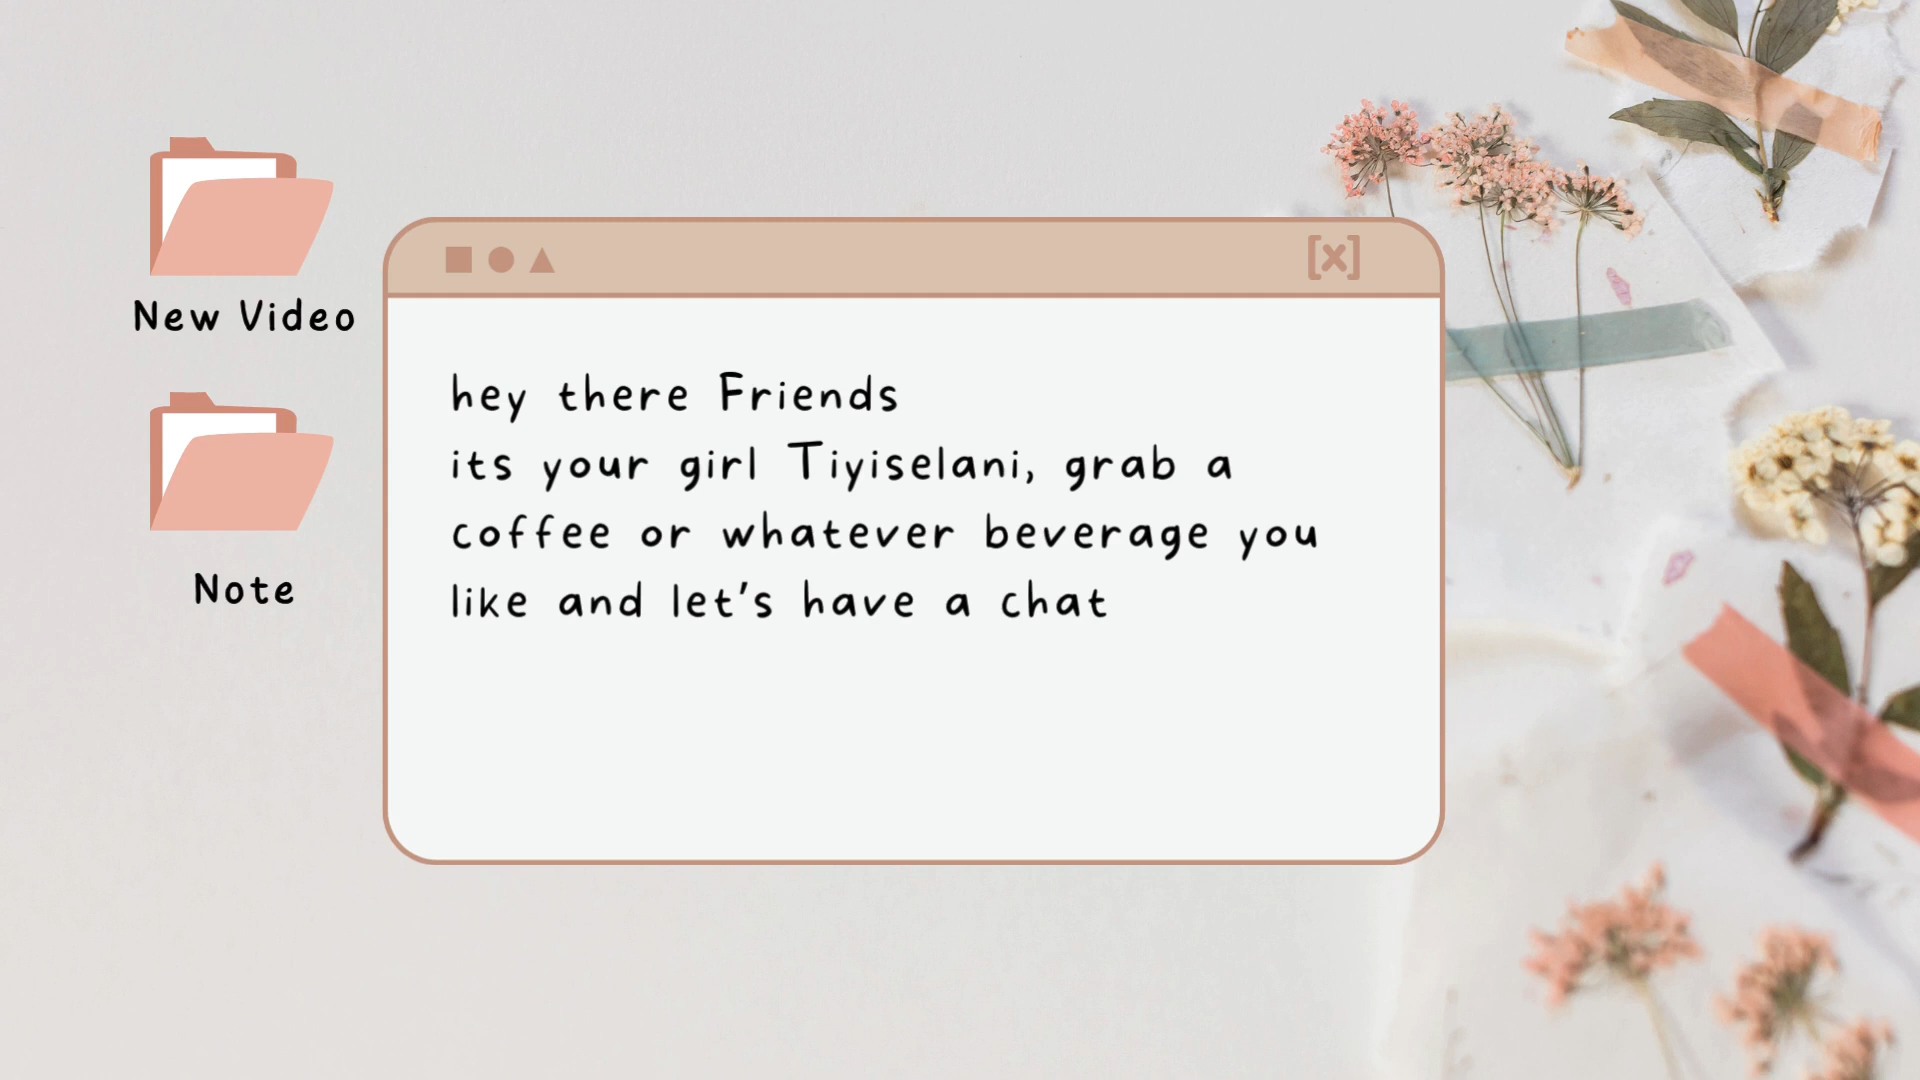 New Video
Note
[x]
hey there Friends
its your girl Tiyiselani, grab a
coffee or whatever beverage you
like and let's have a chat